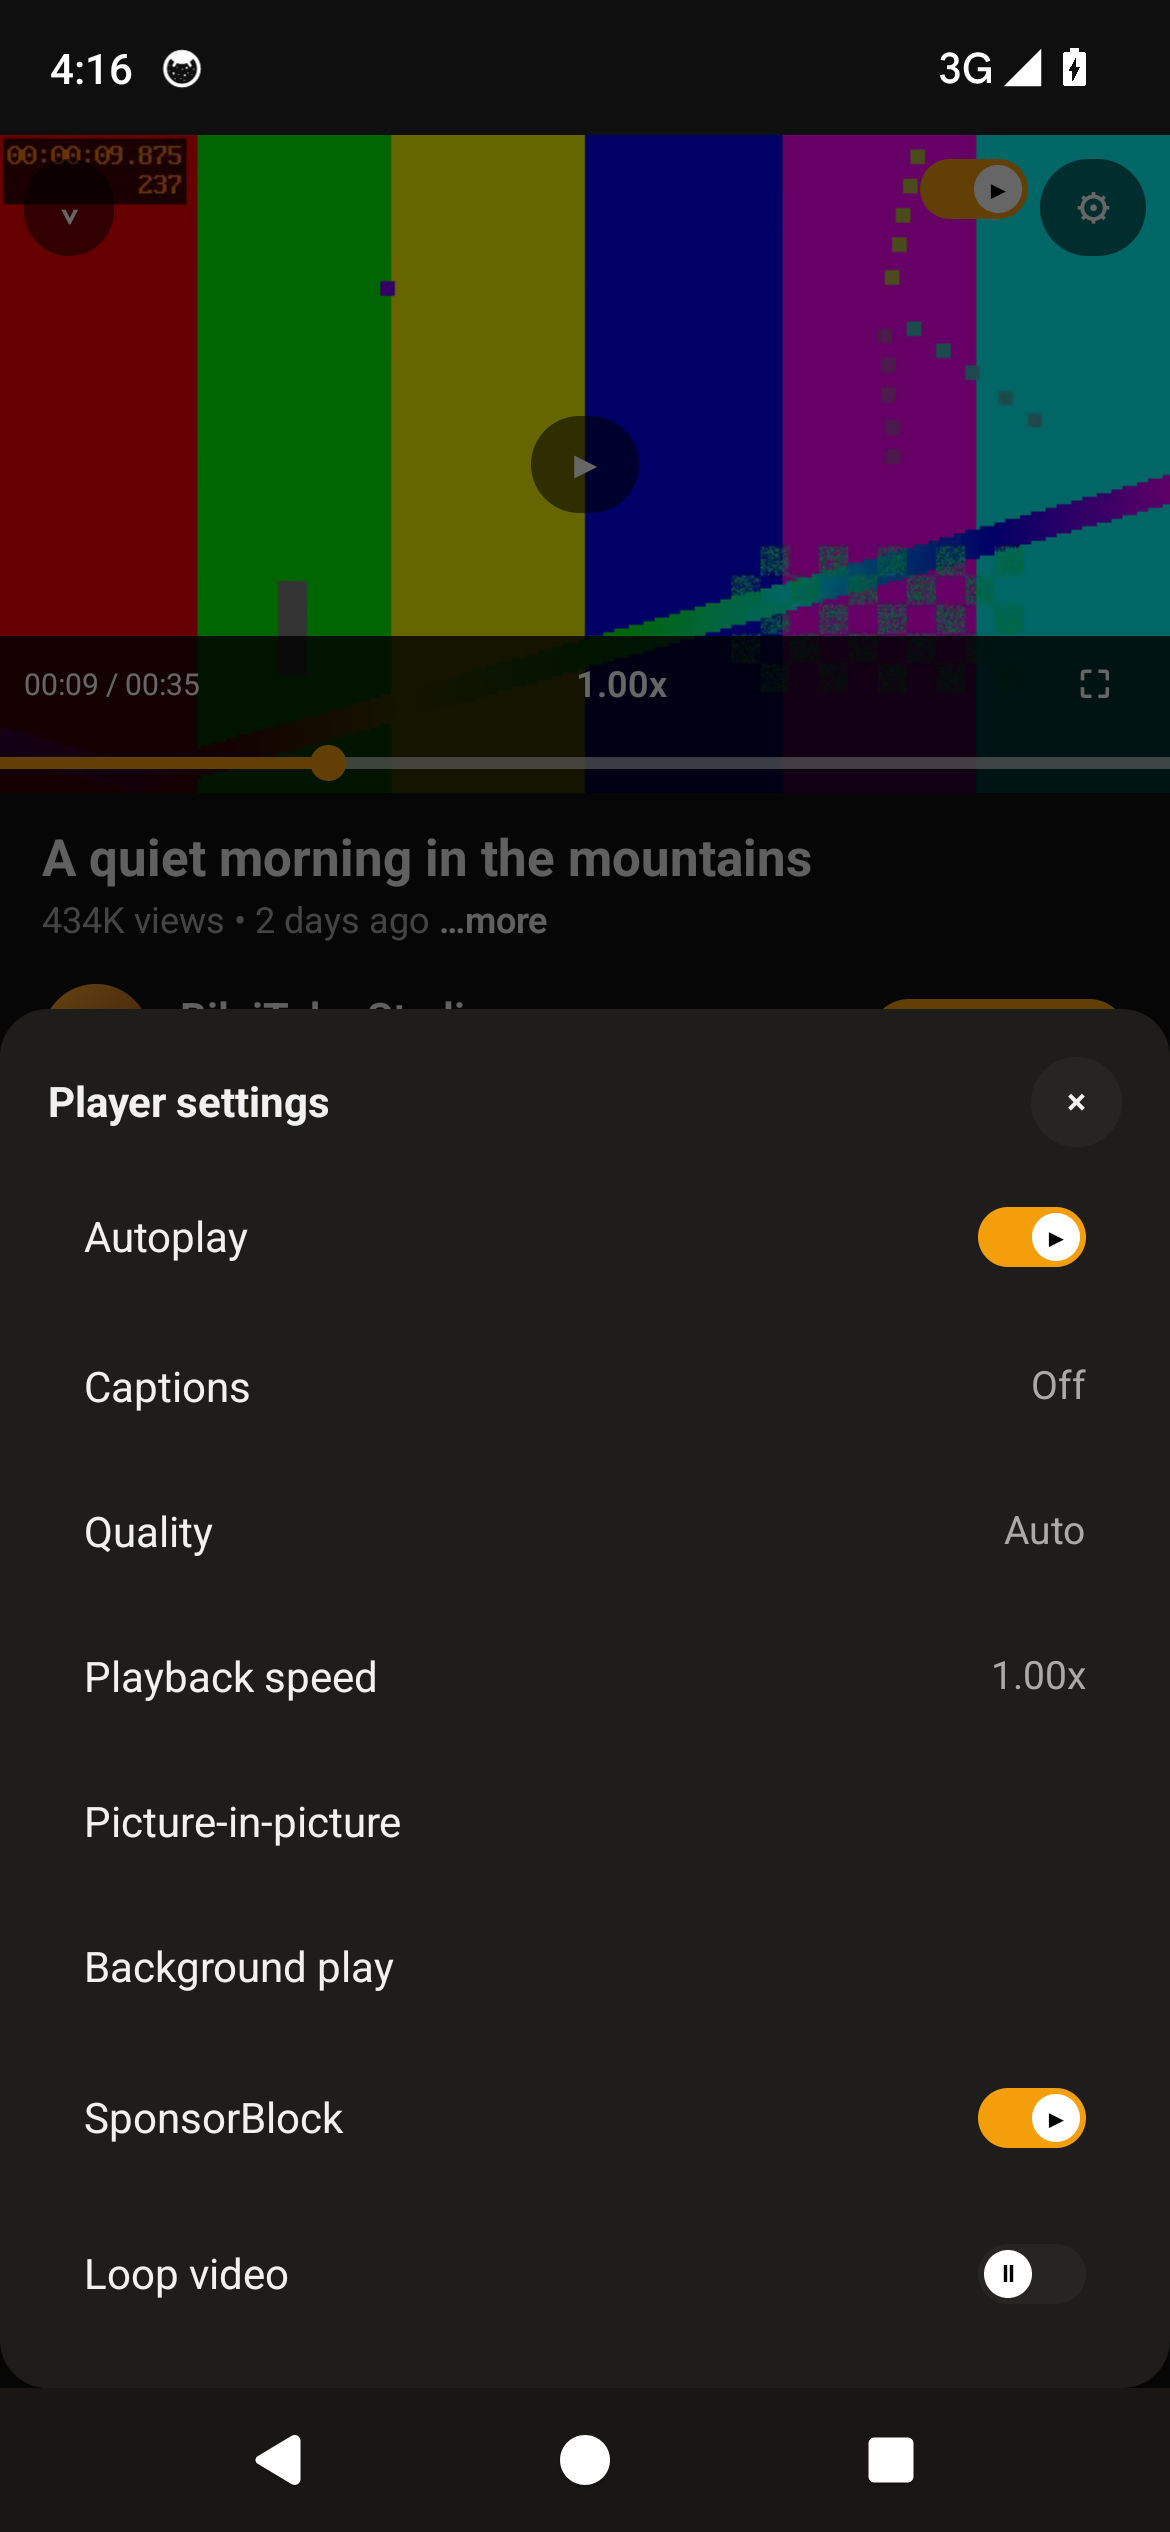 4:16
3G
00:00:09.875
237
00:09 / 00:35
1.00x
A quiet morning in the mountains
434K views • 2 days ago ...more
Player settings
×
Autoplay
Captions
Off
Quality
Auto
Playback speed
1.00x
Picture-in-picture
Background play
SponsorBlock
Loop video